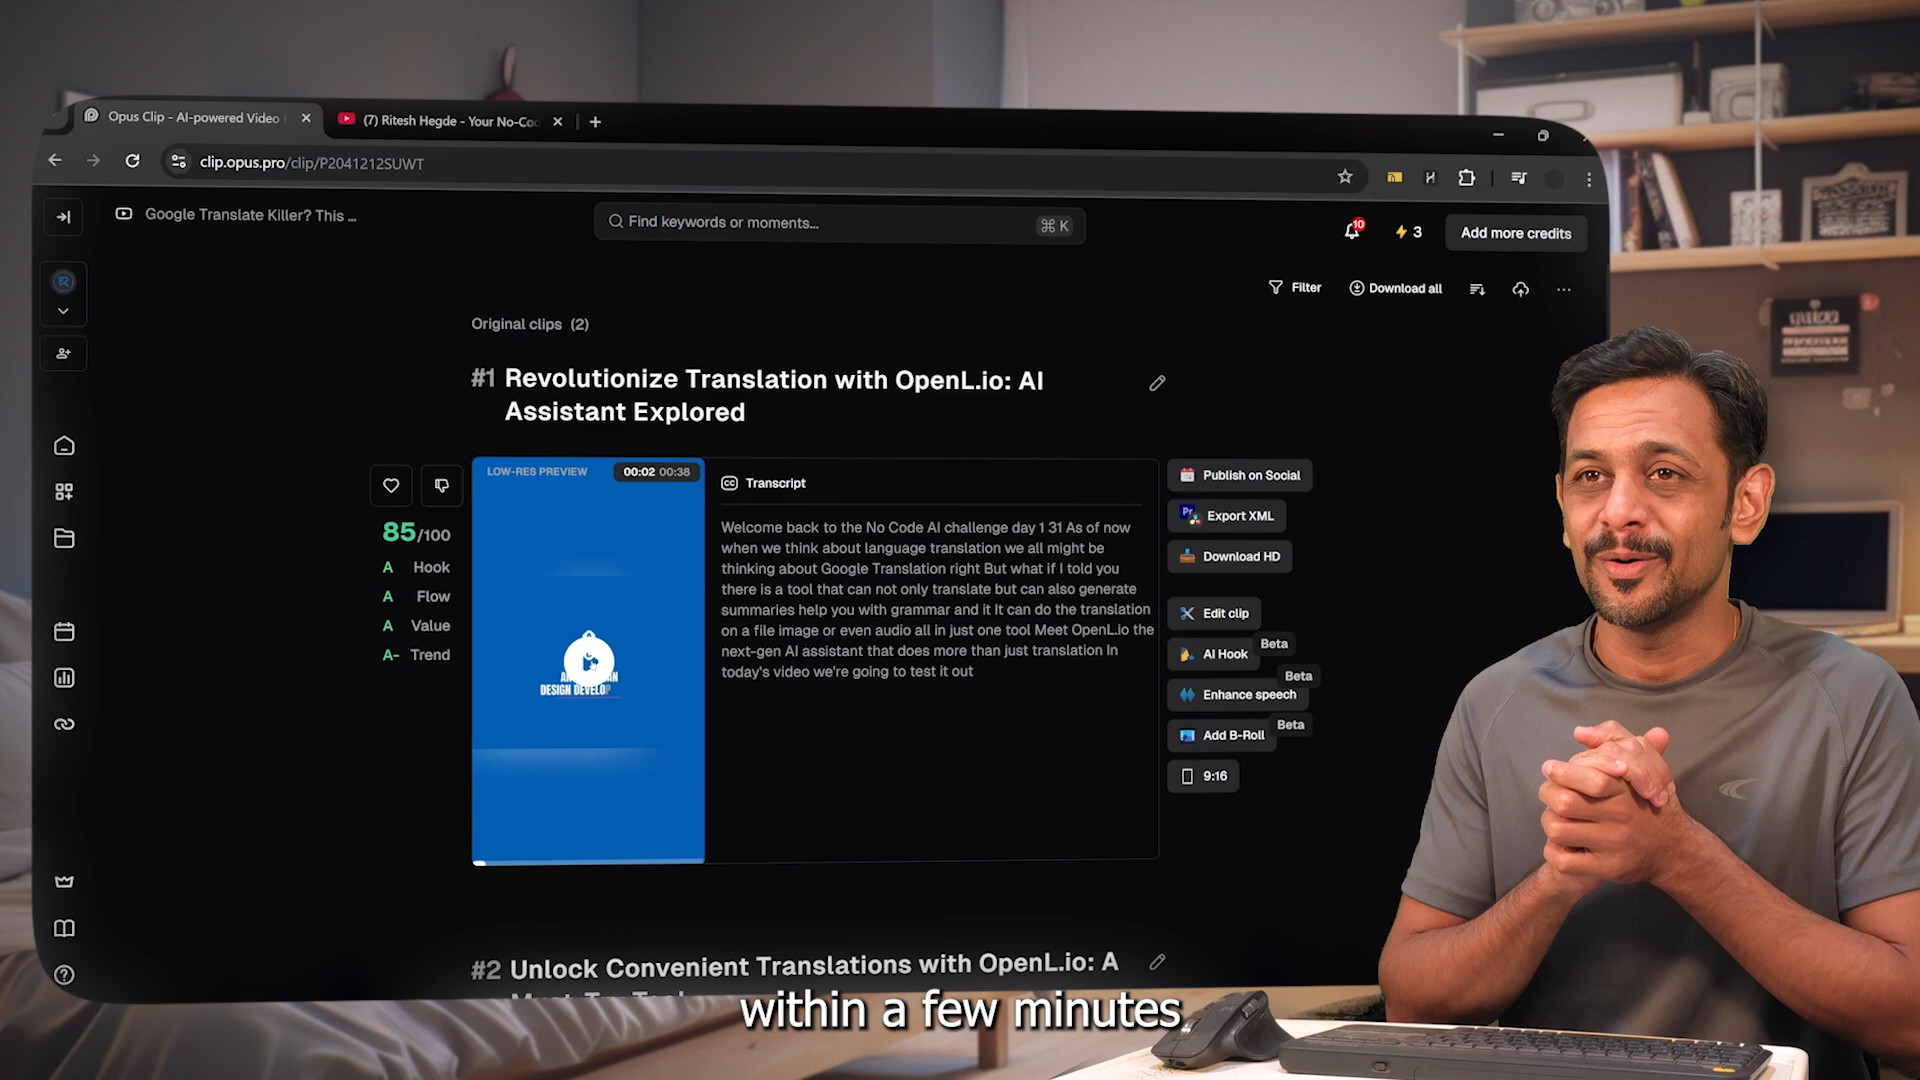 Opus Clip - AI-powered Video
(7) Ritesh Hegde - Your No-Co
clip.opus.pro/clip/P2041212SUWT
Google Translate Killer? This ...
Find keywords or moments...
⌘ K
10
3
Add more credits
Filter
Download all
Original clips (2)
#1 Revolutionize Translation with OpenL.io: AI
Assistant Explored
LOW-RES PREVIEW
00:02 00:38
85/100
A Hook
A Flow
A Value
A- Trend
DESIGN DEVELOP
CC Transcript
Welcome back to the No Code AI challenge day 1 31 As of now
when we think about language translation we all might be
thinking about Google Translation right But what if I told you
there is a tool that can not only translate but can also generate
summaries help you with grammar and it It can do the translation
on a file image or even audio all in just one tool Meet OpenL.io the
next-gen AI assistant that does more than just translation In
today's video we're going to test it out
Publish on Social
Pr Export XML
Download HD
Edit clip
AI Hook Beta
Enhance speech Beta
Add B-Roll Beta
9:16
#2 Unlock Convenient Translations with OpenL.io: A
within a few minutes